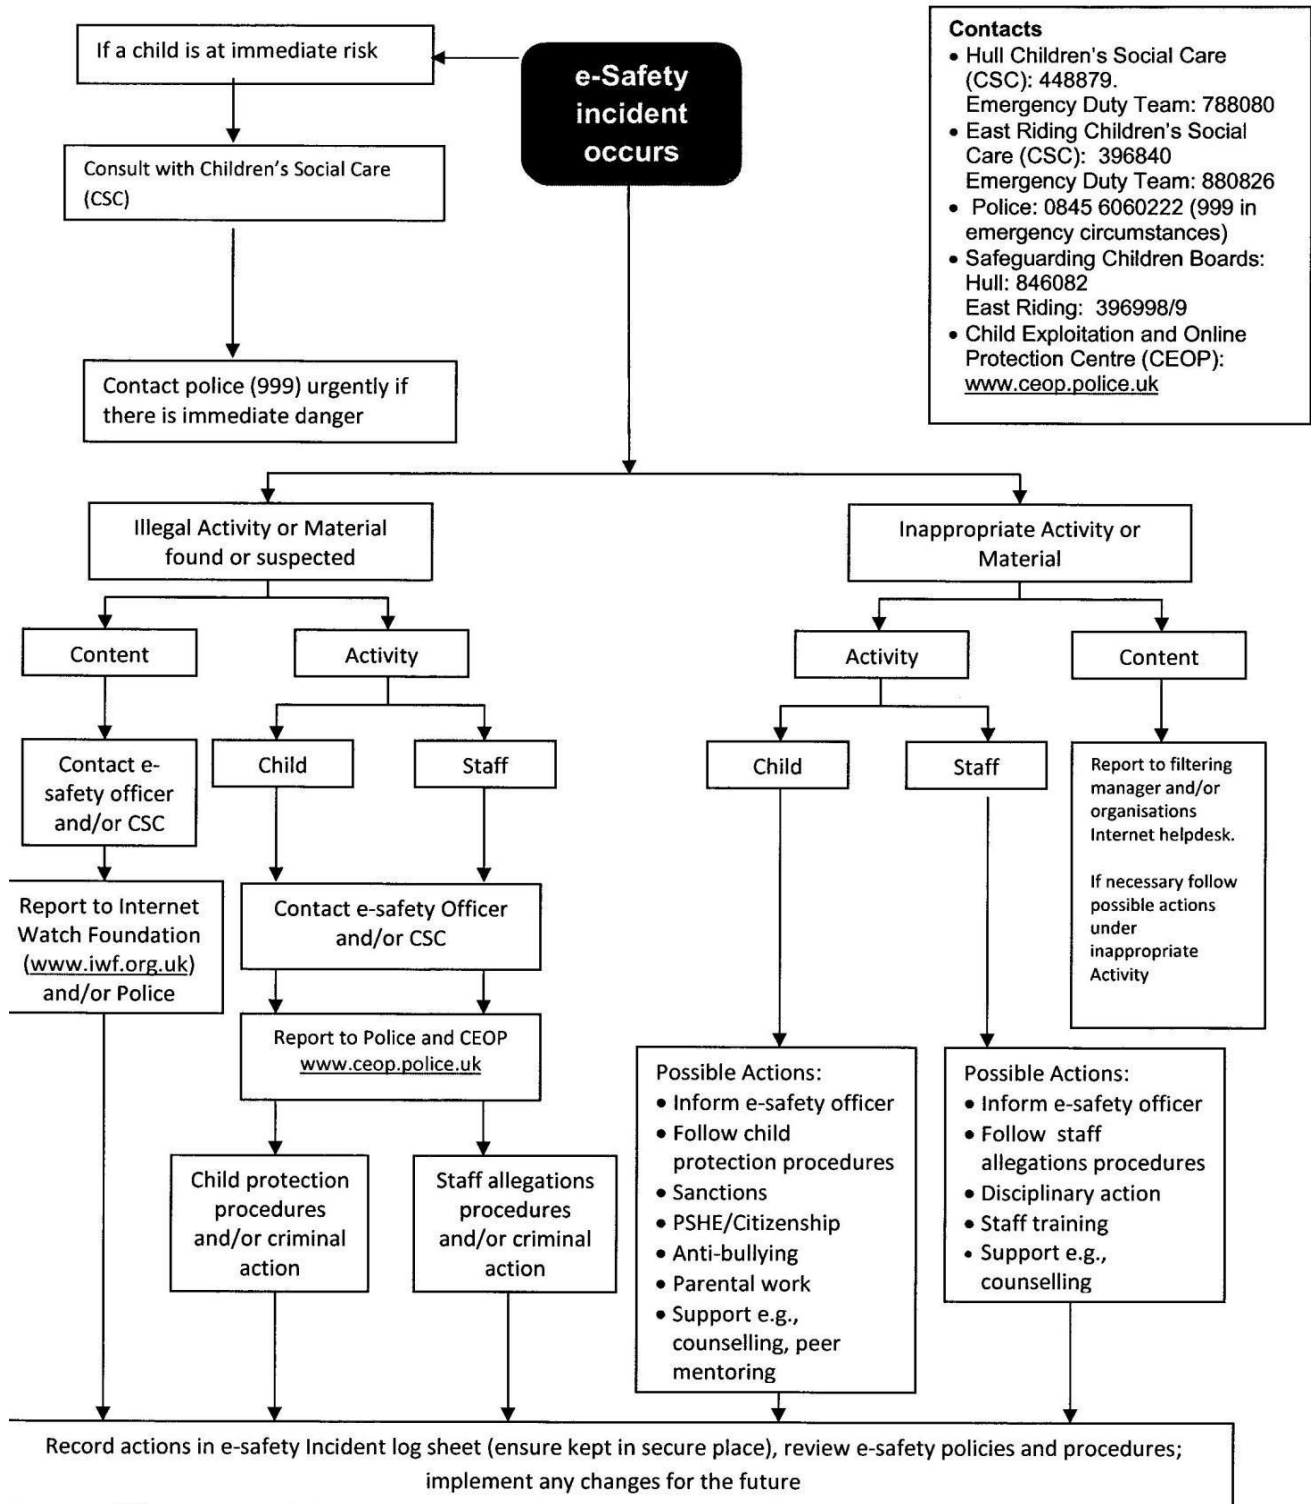 If a child is at immediate risk
e-Safety
incident
occurs
Contacts
• Hull Children's Social Care
(CSC): 448879.
Emergency Duty Team: 788080
• East Riding Children's Social
Care (CSC):  396840
Emergency Duty Team: 880826
• Police: 0845 6060222 (999 in
emergency circumstances)
• Safeguarding Children Boards:
Hull: 846082
East Riding:  396998/9
• Child Exploitation and Online
Protection Centre (CEOP):
www.ceop.police.uk
Consult with Children's Social Care
(CSC)
Contact police (999) urgently if
there is immediate danger
Illegal Activity or Material
found or suspected
Inappropriate Activity or
Material
Content
Activity
Activity
Content
Contact e-
safety officer
and/or CSC
Child
Staff
Child
Staff
Report to filtering
manager and/or
organisations
Internet helpdesk.
If necessary follow
possible actions
under
inappropriate
Activity
Report to Internet
Watch Foundation
(www.iwf.org.uk)
and/or Police
Contact e-safety Officer
and/or CSC
Report to Police and CEOP
www.ceop.police.uk
Child protection
procedures
and/or criminal
action
Staff allegations
procedures
and/or criminal
action
Possible Actions:
• Inform e-safety officer
• Follow child
protection procedures
• Sanctions
• PSHE/Citizenship
• Anti-bullying
• Parental work
• Support e.g.,
counselling, peer
mentoring
Possible Actions:
• Inform e-safety officer
• Follow  staff
allegations procedures
• Disciplinary action
• Staff training
• Support e.g.,
counselling
Record actions in e-safety Incident log sheet (ensure kept in secure place), review e-safety policies and procedures;
implement any changes for the future